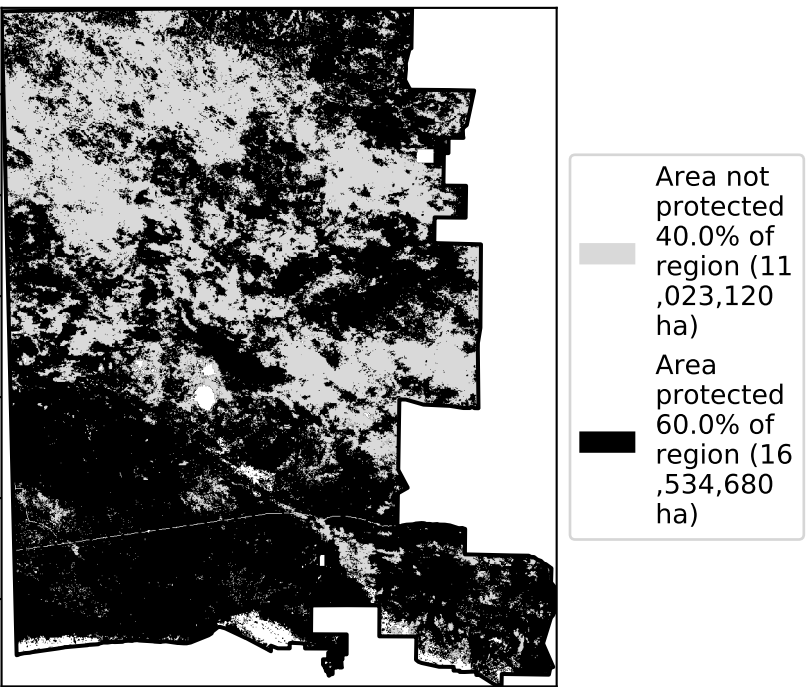 Area not
protected
40.0% of
region (11
,023,120
ha)
Area
protected
60.0% of
region (16
,534,680
ha)